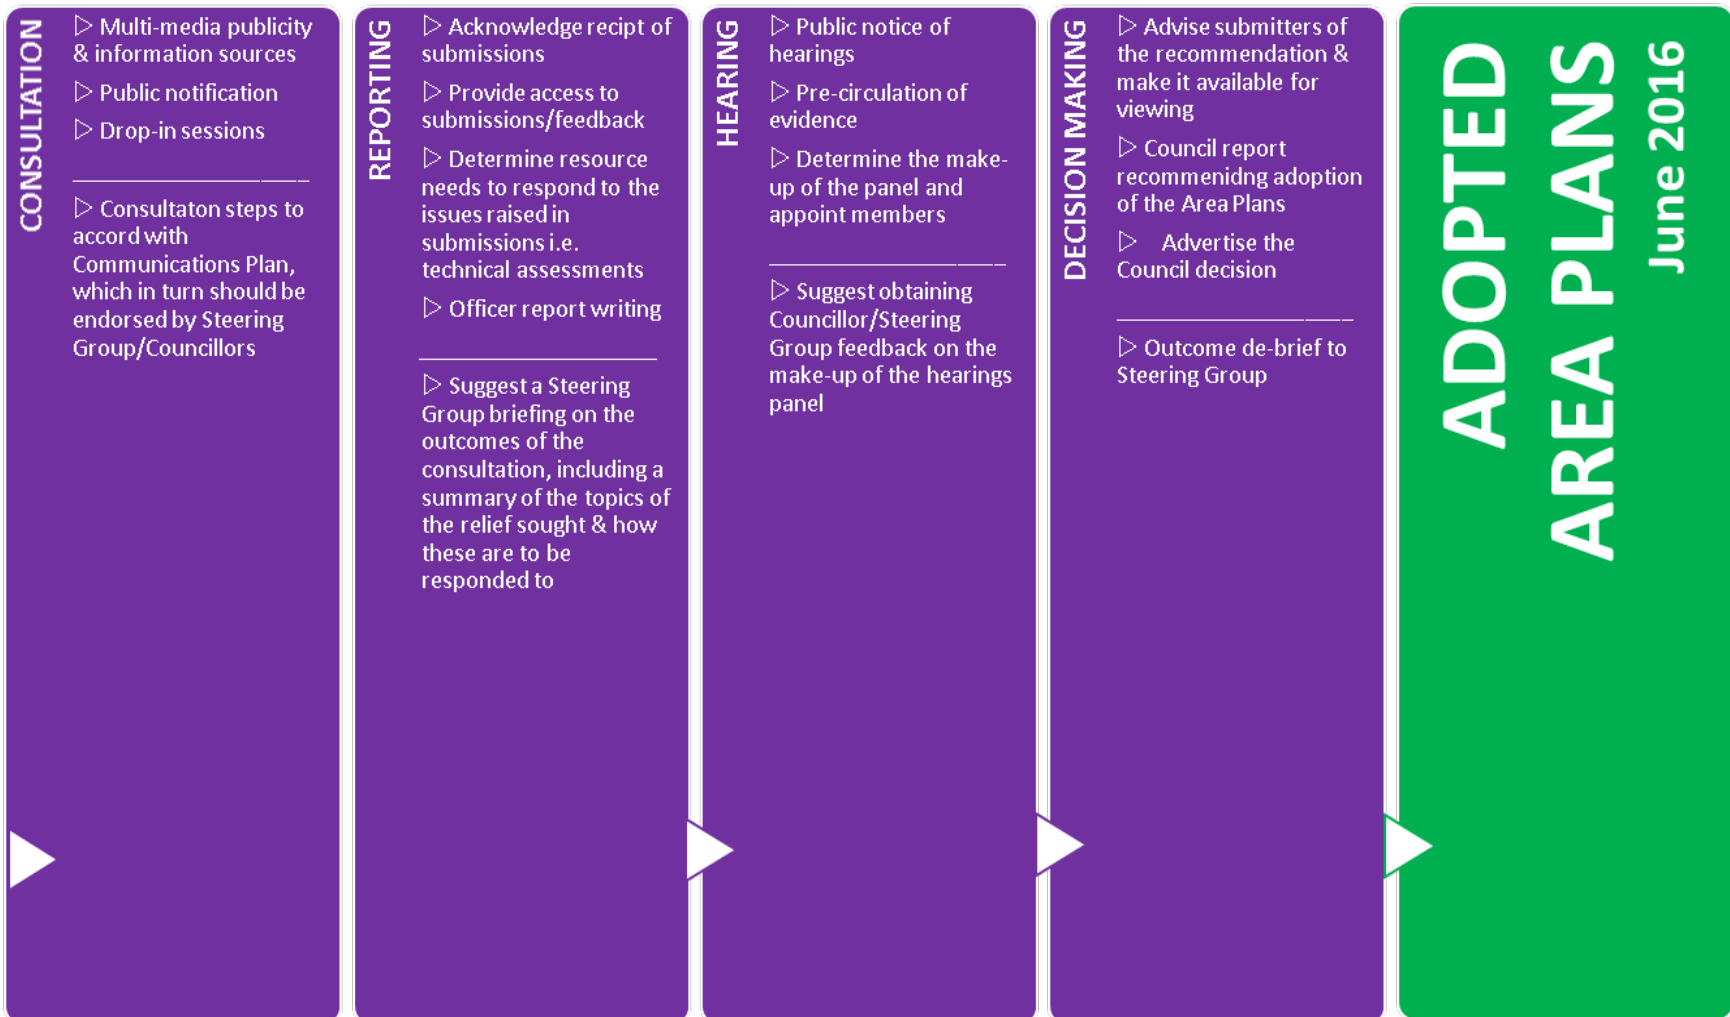 CONSULTATION
▷ Multi-media publicity
& information sources
▷ Public notification
▷ Drop-in sessions
▷ Consultaton steps to
accord with
Communications Plan,
which in turn should be
endorsed by Steering
Group/Councillors
REPORTING
▷ Acknowledge recipt of
submissions
▷ Provide access to
submissions/feedback
▷ Determine resource
needs to respond to the
issues raised in
submissions i.e.
technical assessments
▷ Officer report writing
▷ Suggest a Steering
Group briefing on the
outcomes of the
consultation, including a
summary of the topics of
the relief sought & how
these are to be
responded to
HEARING
▷ Public notice of
hearings
▷ Pre-circulation of
evidence
▷ Determine the make-
up of the panel and
appoint members
▷ Suggest obtaining
Councillor/Steering
Group feedback on the
make-up of the hearings
panel
DECISION MAKING
▷ Advise submitters of
the recommendation &
make it available for
viewing
▷ Council report
recommenidng adoption
of the Area Plans
▷ Advertise the
Council decision
▷ Outcome de-brief to
Steering Group
ADOPTED
AREA PLANS
June 2016